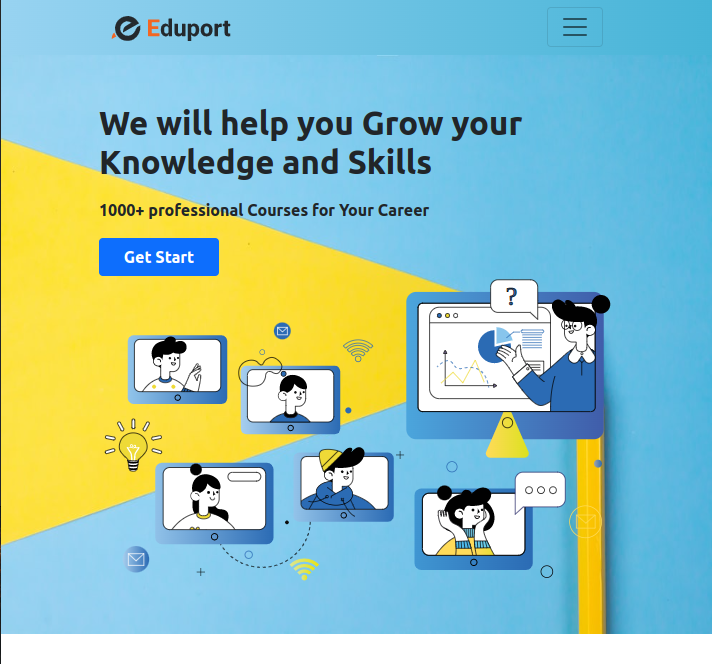 Eduport
We will help you Grow your
Knowledge and Skills
1000+ professional Courses for Your Career
Get Start
?